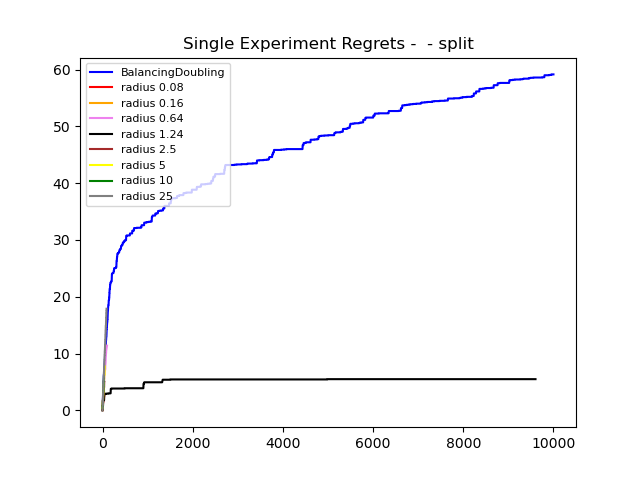 Single Experiment Regrets -  - split
BalancingDoubling
radius 0.08
radius 0.16
radius 0.64
radius 1.24
radius 2.5
radius 5
radius 10
radius 25
60
50
40
30
20
10
0
0 2000 4000 6000 8000 10000